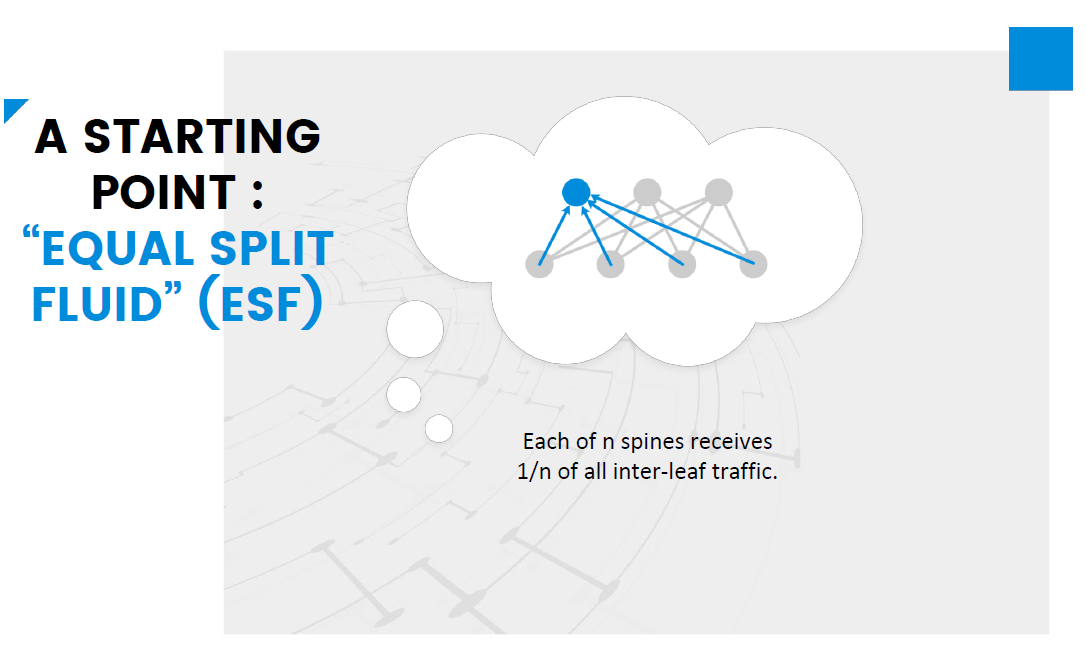 A STARTING
POINT :
“EQUAL SPLIT
FLUID” (ESF)
Each of n spines receives
1/n of all inter-leaf traffic.